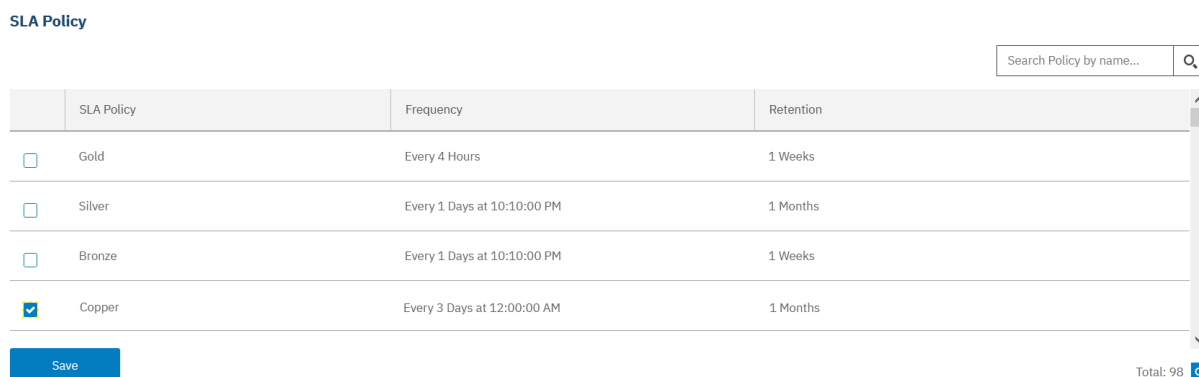 SLA Policy
Search Policy by name...
SLA Policy Frequency Retention
Gold Every 4 Hours 1 Weeks
Silver Every 1 Days at 10:10:00 PM 1 Months
Bronze Every 1 Days at 10:10:00 PM 1 Weeks
Copper Every 3 Days at 12:00:00 AM 1 Months
Save
Total: 98